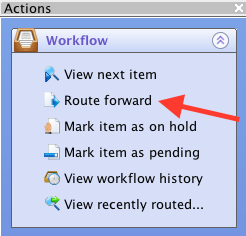 Actions
Workflow
View next item
Route forward
Mark item as on hold
Mark item as pending
View workflow history
View recently routed...